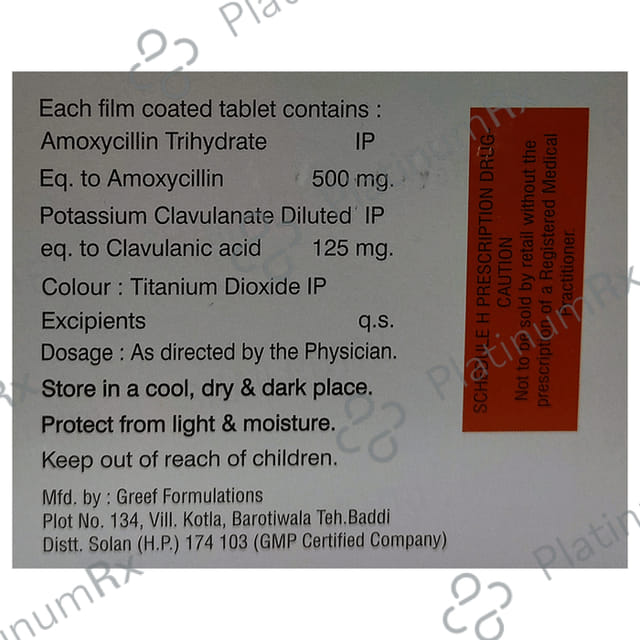 Each film coated tablet contains :
Amoxycillin Trihydrate IP
Eq. to Amoxycillin 500 mg.
Potassium Clavulanate Diluted IP
eq. to Clavulanic acid 125 mg.
Colour : Titanium Dioxide IP
Excipients q.s.
Dosage : As directed by the Physician.
Store in a cool, dry & dark place.
Protect from light & moisture.
Keep out of reach of children.
Mfd. by : Greef Formulations
Plot No. 134, Vill. Kotla, Barotiwala Teh.Baddi
Distt. Solan (H.P.) 174 103 (GMP Certified Company)
SCHEDULE H PRESCRIPTION DRUG-
CAUTION
Not to be sold by retail without the
prescription of a Registered Medical
Practitioner.
PlatinumRx
PlatinumRx
PlatinumRx
PlatinumRx
PlatinumRx